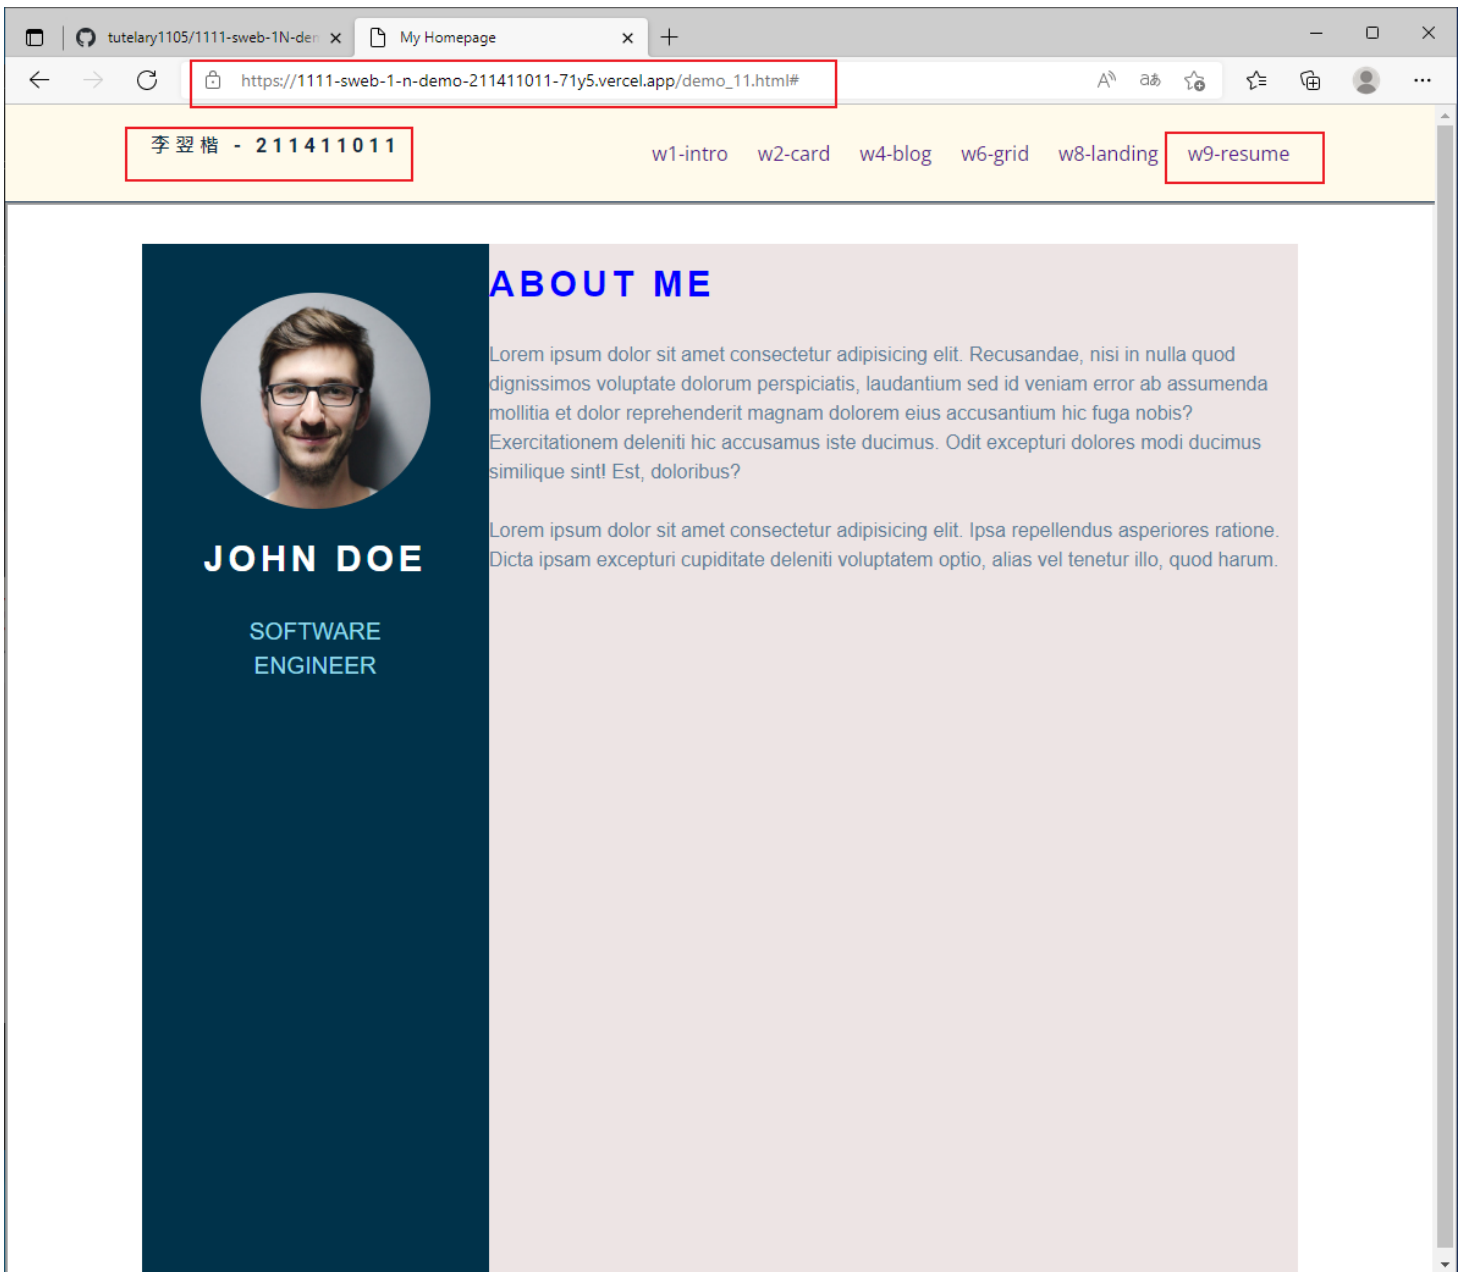 tutelary1105/1111-sweb-1N-den
My Homepage
https://1111-sweb-1-n-demo-211411011-71y5.vercel.app/demo_11.html#
李翌楷 - 211411011
w1-intro w2-card w4-blog w6-grid w8-landing w9-resume
ABOUT ME
Lorem ipsum dolor sit amet consectetur adipisicing elit. Recusandae, nisi in nulla quod
dignissimos voluptate dolorum perspiciatis, laudantium sed id veniam error ab assumenda
mollitia et dolor reprehenderit magnam dolorem eius accusantium hic fuga nobis?
Exercitationem deleniti hic accusamus iste ducimus. Odit excepturi dolores modi ducimus
similique sint! Est, doloribus?
Lorem ipsum dolor sit amet consectetur adipisicing elit. Ipsa repellendus asperiores ratione.
Dicta ipsam excepturi cupiditate deleniti voluptatem optio, alias vel tenetur illo, quod harum.
JOHN DOE
SOFTWARE
ENGINEER